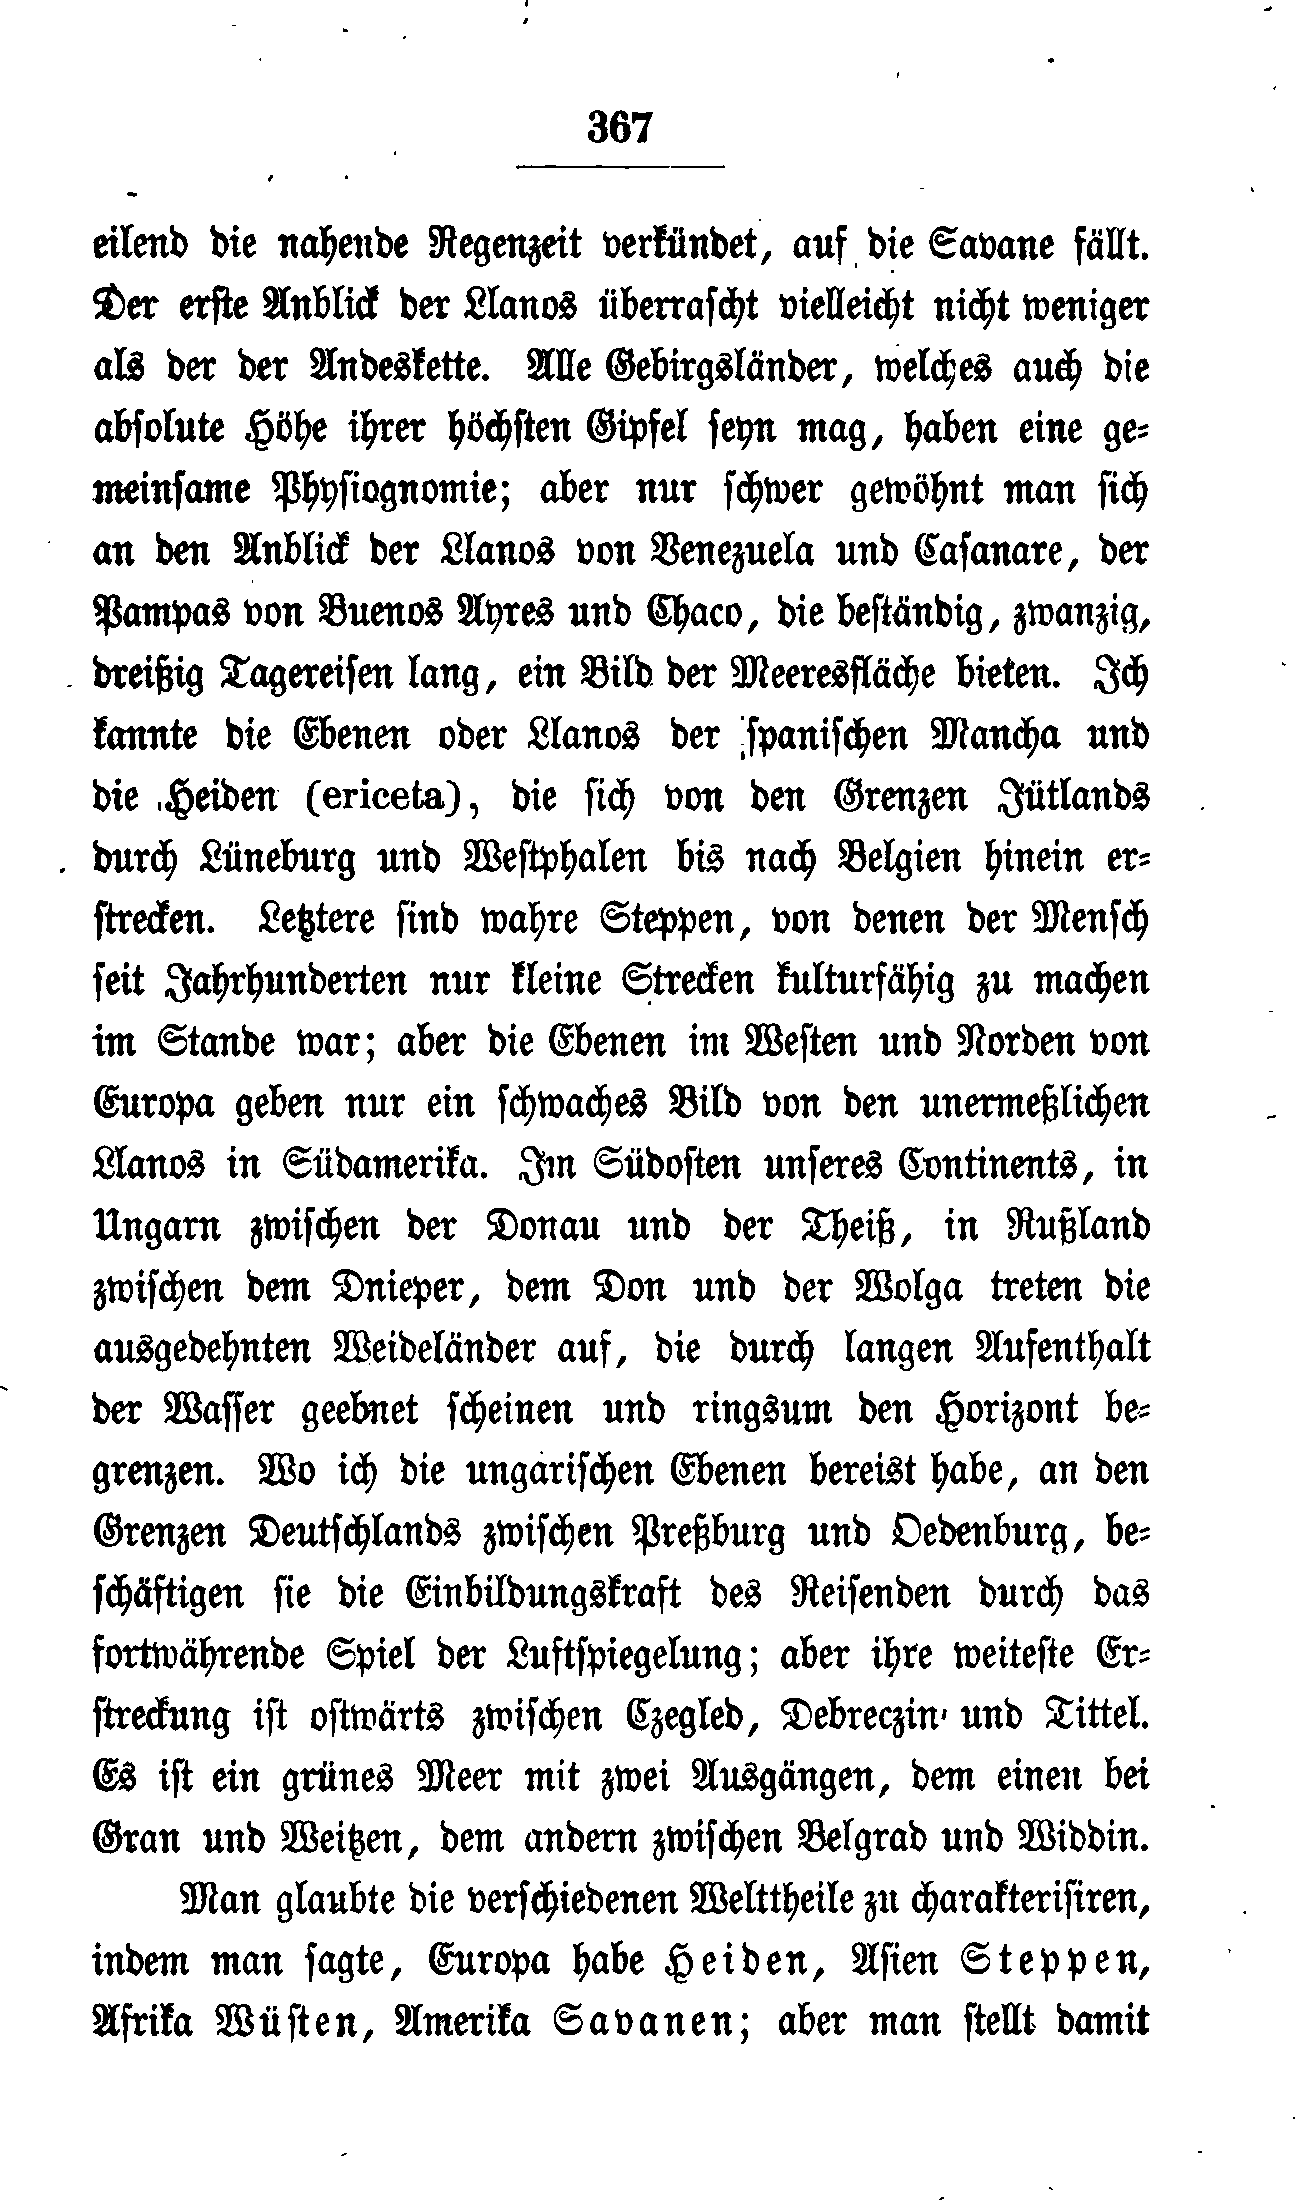 367
eilend die nahende Regenzeit verkündet, auf die Savane fällt.
Der erste Anblick der Llanos überrascht vielleicht nicht weniger
als der der Andeskette. Alle Gebirgsländer, welches auch die
absolute Höhe ihrer höchsten Gipfel seyn mag, haben eine ge-
meinsame Physiognomie; aber nur schwer gewöhnt man sich
an den Anblick der Llanos von Venezuela und Casanare, der
Pampas von Buenos Ayres und Chaco, die beständig, zwanzig,
dreißig Tagereisen lang, ein Bild der Meeresfläche bieten. Ich
kannte die Ebenen oder Llanos der spanischen Mancha und
die Heiden (ericeta), die sich von den Grenzen Jütlands
durch Lüneburg und Westphalen bis nach Belgien hinein er-
strecken. Letztere sind wahre Steppen, von denen der Mensch
seit Jahrhunderten nur kleine Strecken kulturfähig zu machen
im Stande war; aber die Ebenen im Westen und Norden von
Europa geben nur ein schwaches Bild von den unermeßlichen
Llanos in Südamerika. Im Südosten unseres Continents, in
Ungarn zwischen der Donau und der Theiß, in Rußland
zwischen dem Dnieper, dem Don und der Wolga treten die
ausgedehnten Weideländer auf, die durch langen Aufenthalt
der Wasser geebnet scheinen und ringsum den Horizont be-
grenzen. Wo ich die ungarischen Ebenen bereist habe, an den
Grenzen Deutschlands zwischen Preßburg und Oedenburg, be-
schäftigen sie die Einbildungskraft des Reisenden durch das
fortwährende Spiel der Luftspiegelung; aber ihre weiteste Er-
streckung ist ostwärts zwischen Czegled, Debreczin und Tittel.
Es ist ein grünes Meer mit zwei Ausgängen, dem einen bei
Gran und Weitzen, dem andern zwischen Belgrad und Widdin.
Man glaubte die verschiedenen Welttheile zu charakterisiren,
indem man sagte, Europa habe Heiden, Asien Steppen,
Afrika Wüsten, Amerika Savanen; aber man stellt damit